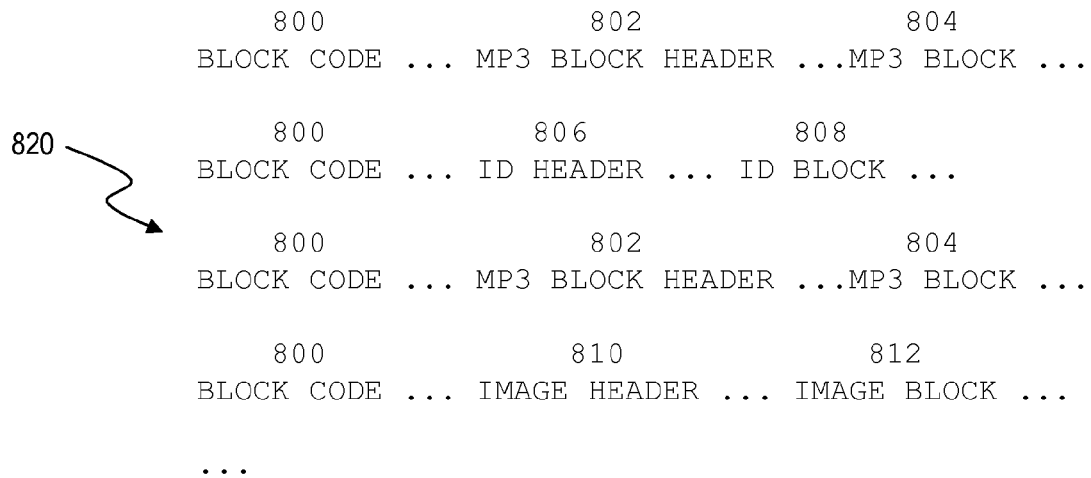 800 802 804
BLOCK CODE ... MP3 BLOCK HEADER ...MP3 BLOCK ...
800 806 808
820
BLOCK CODE ... ID HEADER ... ID BLOCK ...
800 802 804
BLOCK CODE ... MP3 BLOCK HEADER ...MP3 BLOCK ...
800 810 812
BLOCK CODE ... IMAGE HEADER ... IMAGE BLOCK ...
...